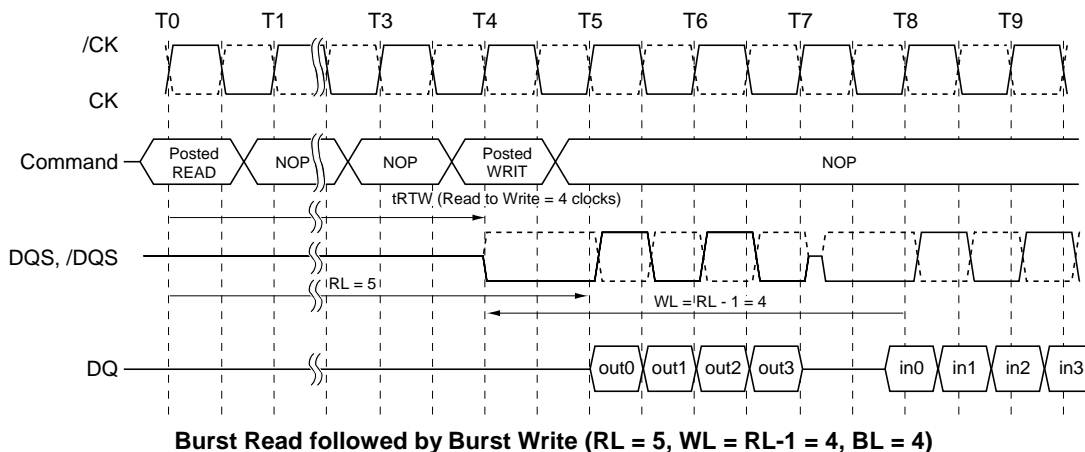 T0 T1 T3 T4 T5 T6 T7 T8 T9
/CK
CK
Command
Posted READ
NOP
NOP
Posted WRIT
NOP
tRTW (Read to Write = 4 clocks)
DQS, /DQS
RL = 5
WL = RL - 1 = 4
DQ
out0 out1 out2 out3 in0 in1 in2 in3
Burst Read followed by Burst Write (RL = 5, WL = RL-1 = 4, BL = 4)